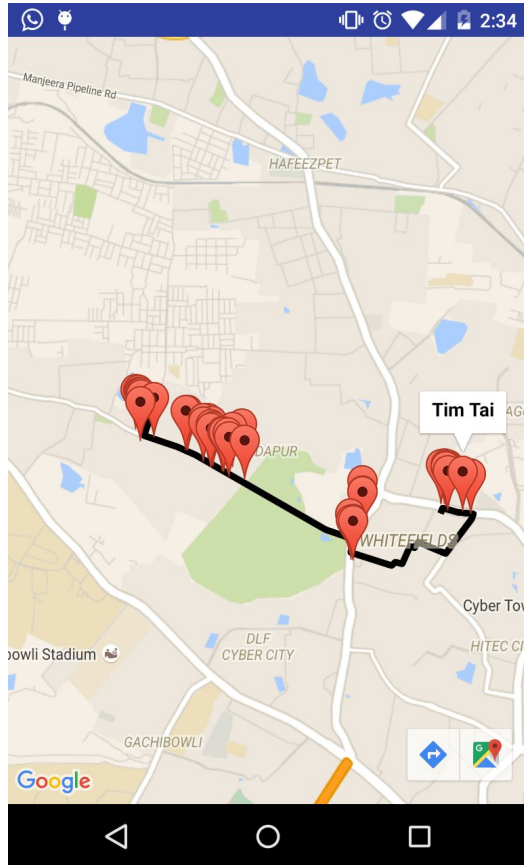 2:34
Manjeera Pipeline Rd
HAFEEZPET
Tim Tai
DAPUR
WHITEFIELDS
Cyber Tow
DLF
CYBER CITY
HITEC CI
bowli Stadium
GACHIBOWLI
Google